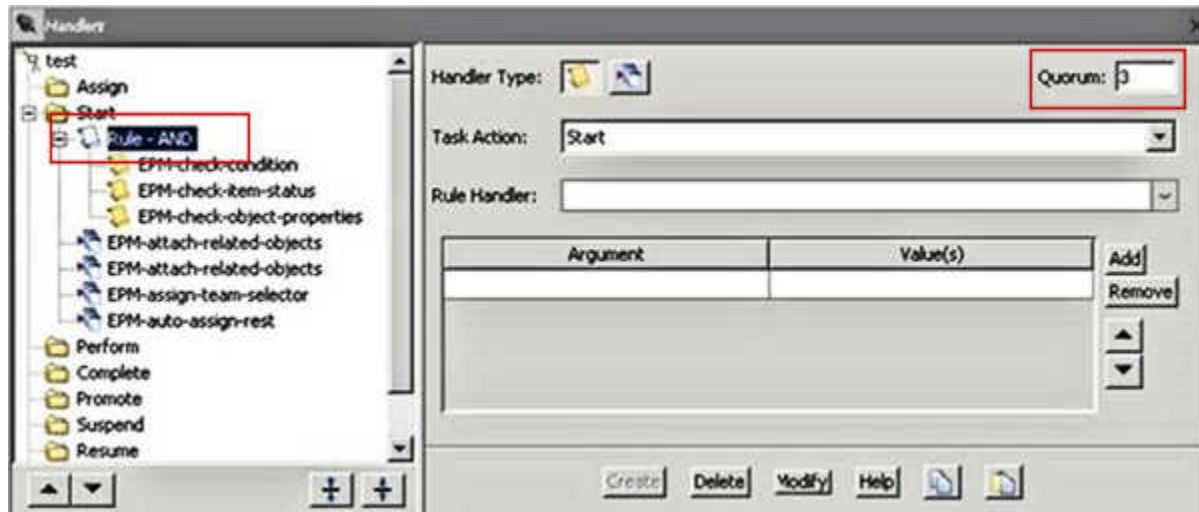 Handlers
test
Assign
Start
Rule - AND
EPM-check-condition
EPM-check-item-status
EPM-check-object-properties
EPM-attach-related-objects
EPM-attach-related-objects
EPM-assign-team-selector
EPM-auto-assign-rest
Perform
Complete
Promote
Suspend
Resume
Handler Type:
Quorum: 3
Task Action: Start
Rule Handler:
Argument Value(s)
Add
Remove
Create Delete Modify Help